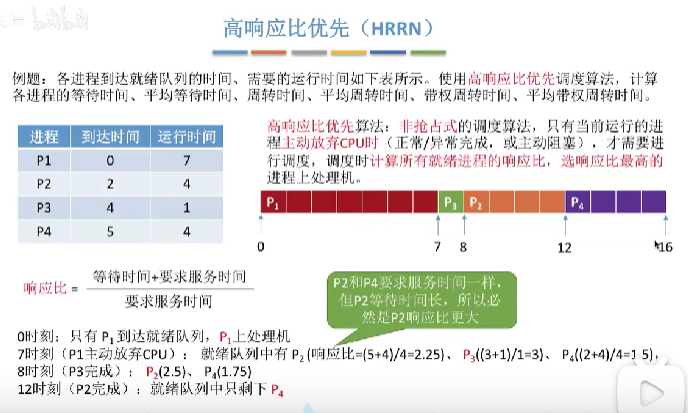 高响应比优先（HRRN）
例题：各进程到达就绪队列的时间、需要的运行时间如下表所示。使用高响应比优先调度算法，计算
各进程的等待时间、平均等待时间、周转时间、平均周转时间、带权周转时间、平均带权周转时间。
进程 到达时间 运行时间
P1 0 7
P2 2 4
P3 4 1
P4 5 4
高响应比优先算法：非抢占式的调度算法，只有当前运行的进
程主动放弃CPU时（正常/异常完成，或主动阻塞），才需要进
行调度，调度时计算所有就绪进程的响应比，选响应比最高的
进程上处理机。
P1 P3 P2 P4
0 7 8 12 16
响应比 =
等待时间+要求服务时间
要求服务时间
P2和P4要求服务时间一样，
但P2等待时间长，所以必
然是P2响应比更大
0时刻：只有 P1 到达就绪队列，P1上处理机
7时刻（P1主动放弃CPU）： 就绪队列中有 P2 (响应比=(5+4)/4=2.25)、 P3((3+1)/1=3)、 P4((2+4)/4=1.5)，
8时刻（P3完成）： P2(2.5)、 P4(1.75)
12时刻（P2完成）：就绪队列中只剩下 P4